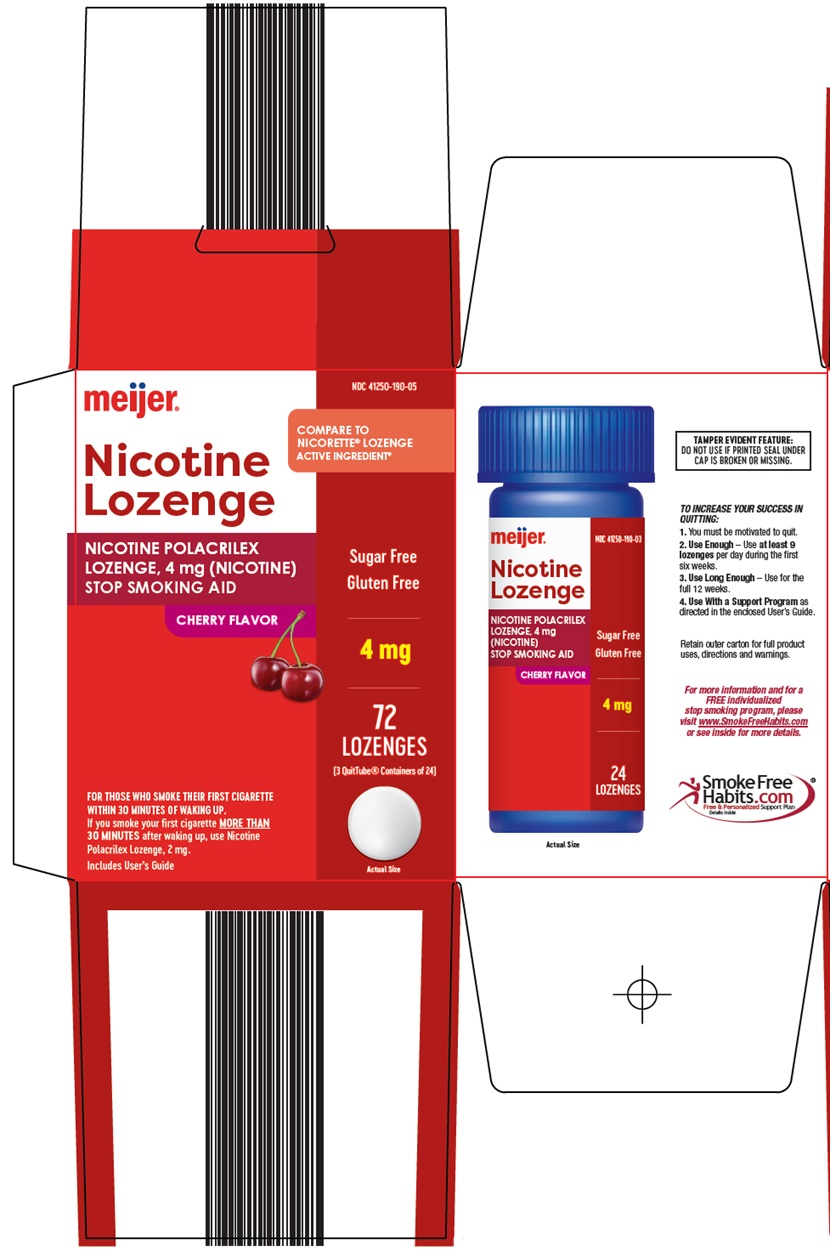 meijer®
Nicotine
Lozenge
NICOTINE POLACRILEX
LOZENGE, 4 mg (NICOTINE)
STOP SMOKING AID
CHERRY FLAVOR
FOR THOSE WHO SMOKE THEIR FIRST CIGARETTE
WITHIN 30 MINUTES OF WAKING UP.
If you smoke your first cigarette MORE THAN
30 MINUTES after waking up, use Nicotine
Polacrilex Lozenge, 2 mg.
Includes User's Guide
NDC 41250-190-05
COMPARE TO
NICORETTE® LOZENGE
ACTIVE INGREDIENT*
Sugar Free
Gluten Free
4 mg
72
LOZENGES
(3 QuitTube® Containers of 24)
Actual Size
meijer®
Nicotine
Lozenge
NICOTINE POLACRILEX
LOZENGE, 4 mg
(NICOTINE)
STOP SMOKING AID
CHERRY FLAVOR
NDC 41250-190-03
Sugar Free
Gluten Free
4 mg
24
LOZENGES
Actual Size
TAMPER EVIDENT FEATURE:
DO NOT USE IF PRINTED SEAL UNDER
CAP IS BROKEN OR MISSING.
TO INCREASE YOUR SUCCESS IN
QUITTING:
1. You must be motivated to quit.
2. Use Enough – Use at least 9
lozenges per day during the first
six weeks.
3. Use Long Enough – Use for the
full 12 weeks.
4. Use With a Support Program as
directed in the enclosed User's Guide.
Retain outer carton for full product
uses, directions and warnings.
For more information and for a
FREE individualized
stop smoking program, please
visit www.SmokeFreeHabits.com
or see inside for more details.
SmokeFree®
Habits.com
Free & Personalized Support Plan
Details Inside